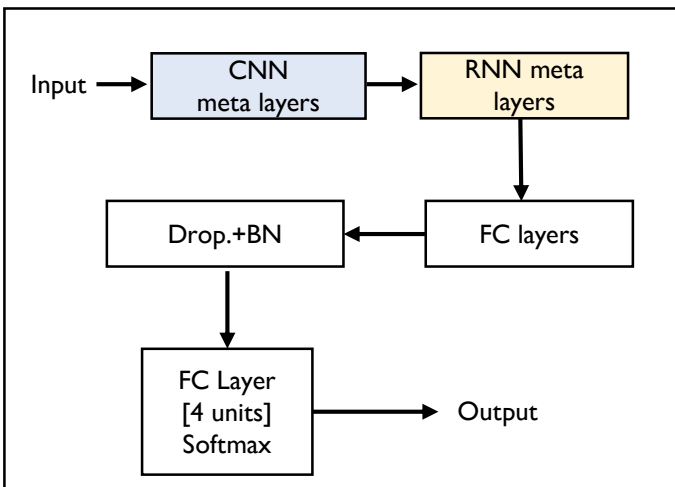 Input
CNN
meta layers
RNN meta
layers
Drop.+BN
FC layers
FC Layer
[4 units]
Softmax
Output